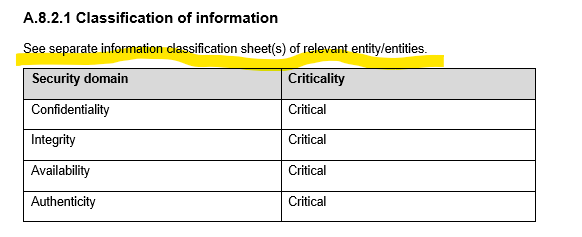 A.8.2.1 Classification of information
See separate information classification sheet(s) of relevant entity/entities.
Security domain Criticality
Confidentiality Critical
Integrity Critical
Availability Critical
Authenticity Critical